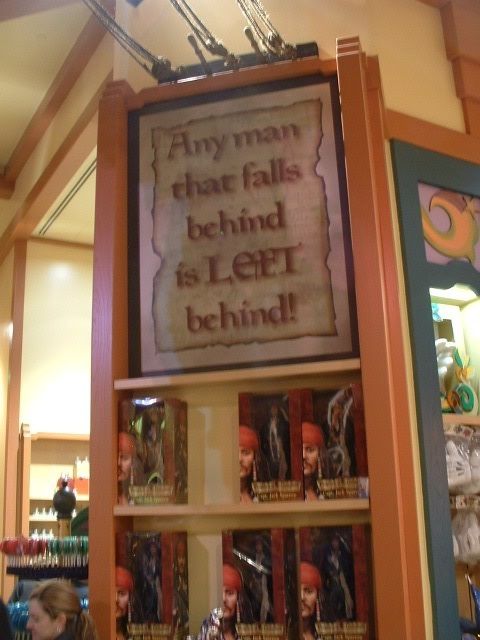 Any man
that falls
behind
is LEFT
behind!